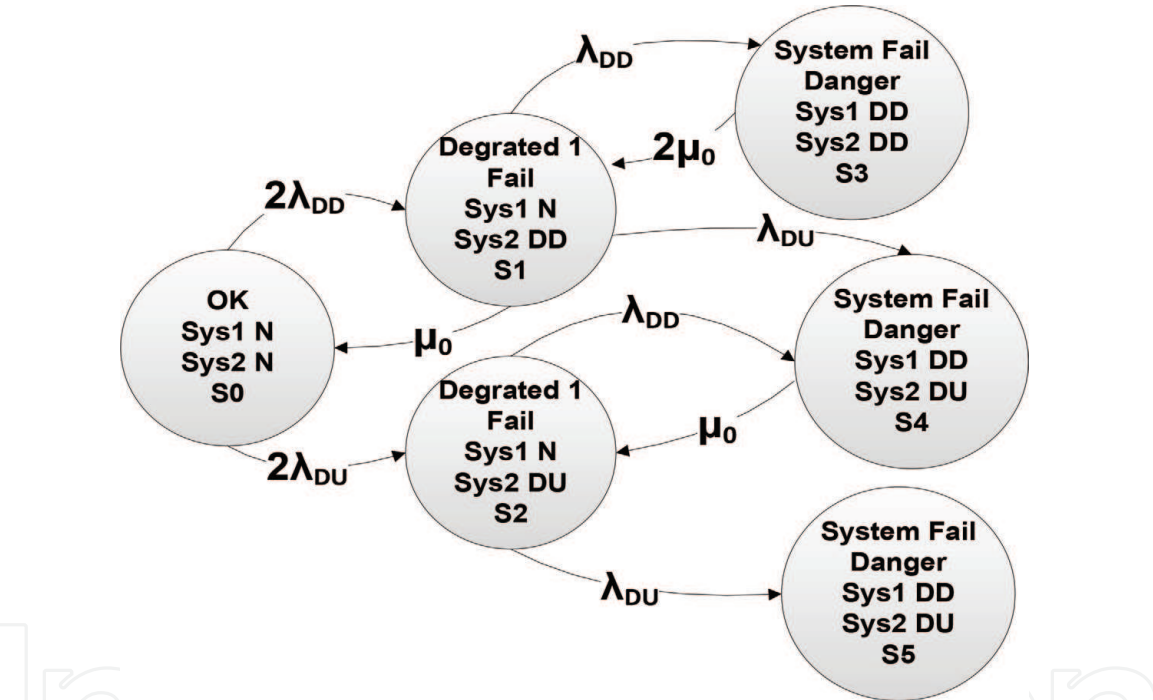 λDD
System Fail
Danger
Sys1 DD
Sys2 DD
S3
2μ0
Degrated 1
Fail
Sys1 N
Sys2 DD
S1
2λDD
λDU
OK
Sys1 N
Sys2 N
S0
μ0
λDD
System Fail
Danger
Sys1 DD
Sys2 DU
S4
Degrated 1
Fail
Sys1 N
Sys2 DU
S2
μ0
2λDU
λDU
System Fail
Danger
Sys1 DD
Sys2 DU
S5